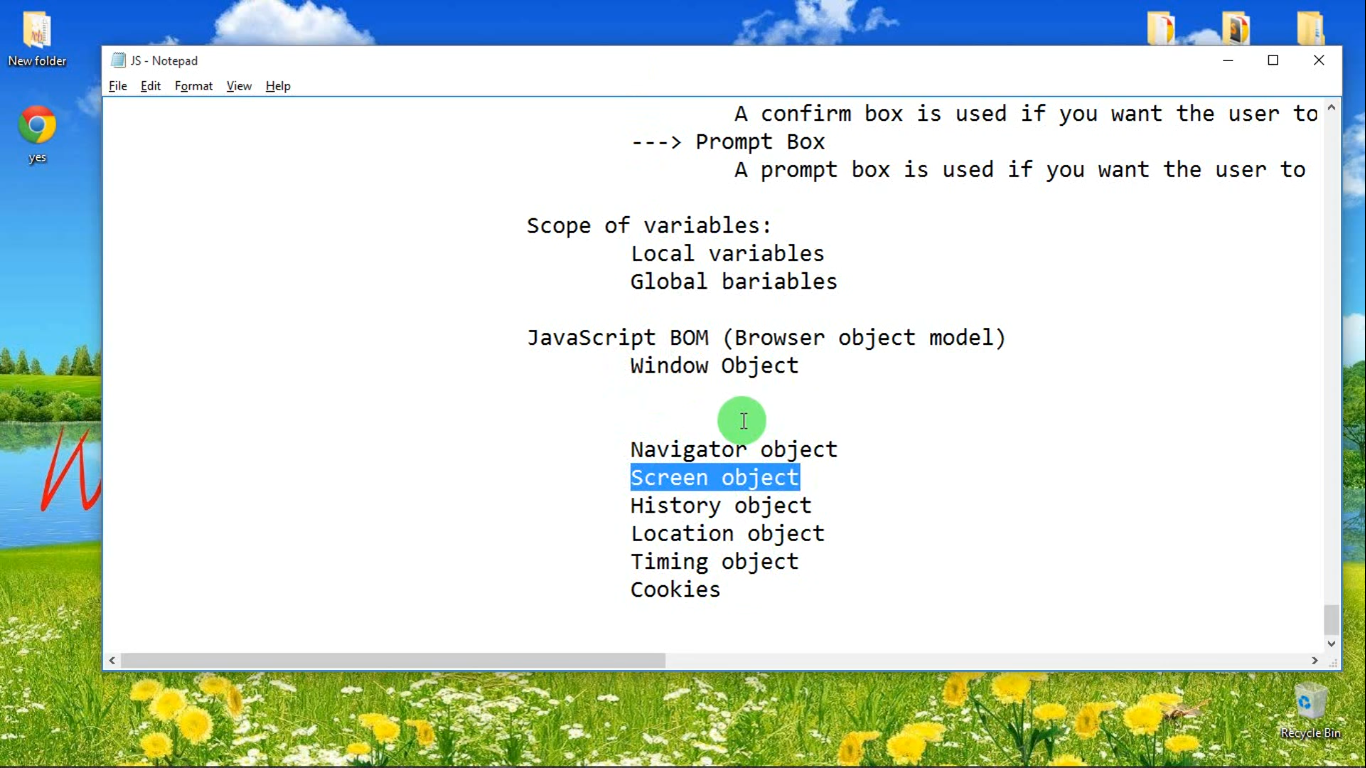 New folder
yes
JS - Notepad
File Edit Format View Help
A confirm box is used if you want the user to
---> Prompt Box
A prompt box is used if you want the user to
Scope of variables:
Local variables
Global bariables
JavaScript BOM (Browser object model)
Window Object
Navigator object
Screen object
History object
Location object
Timing object
Cookies
Recycle Bin